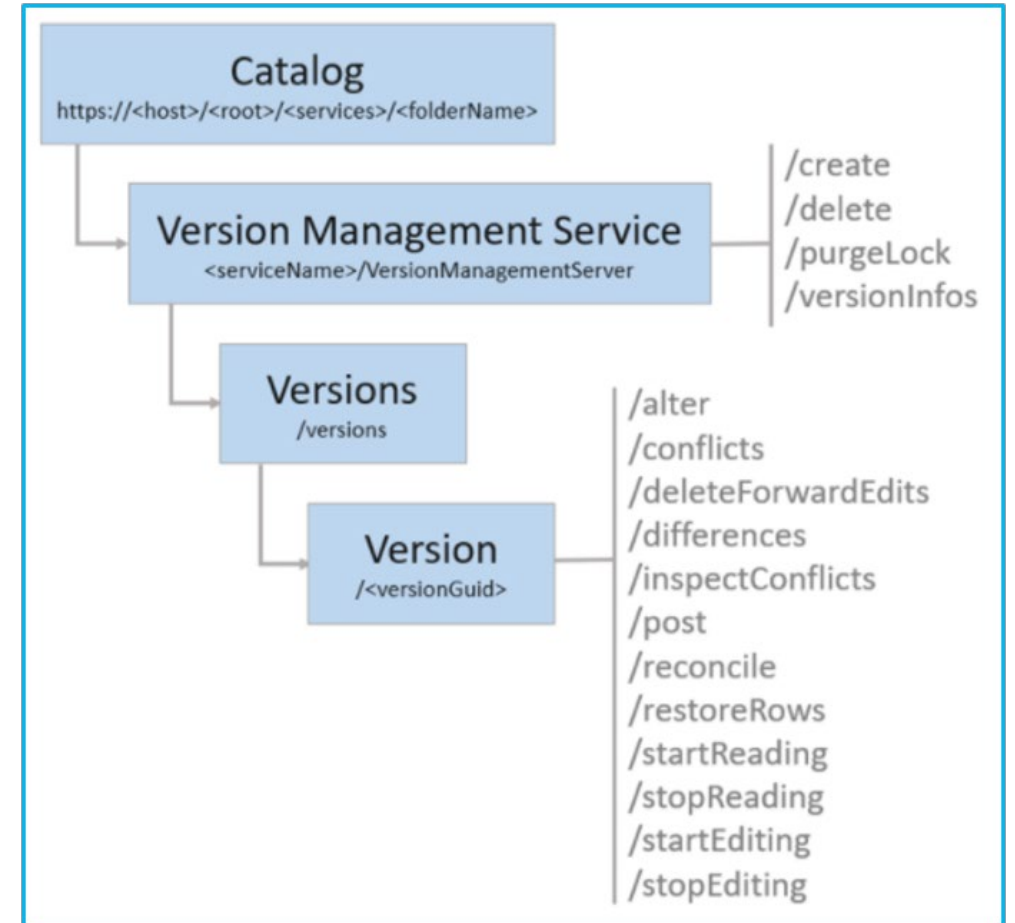 Catalog
https://<host>/<root>/<services>/<folderName>
Version Management Service
<serviceName>/VersionManagementServer
/create
/delete
/purgeLock
/versionInfos
Versions
/versions
Version
/<versionGuid>
/alter
/conflicts
/deleteForwardEdits
/differences
/inspectConflicts
/post
/reconcile
/restoreRows
/startReading
/stopReading
/startEditing
/stopEditing